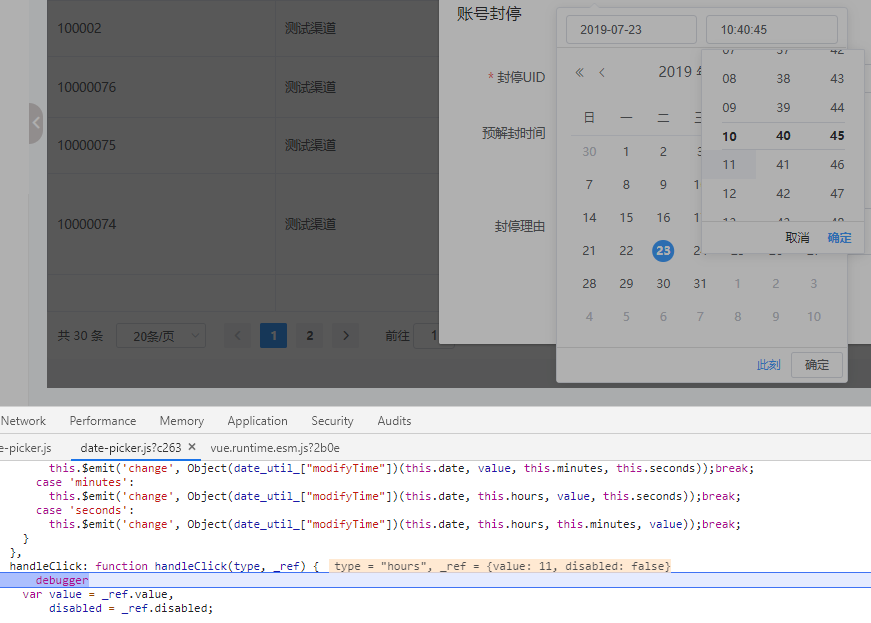 账号封停
100002 测试渠道
10000076 测试渠道
10000075 测试渠道
10000074 测试渠道
* 封停UID
预解封时间
封停理由
共 30 条 20条/页 1 2 前往 1
2019-07-23 10:40:45
2019
日 一 二
30 1 2
7 8 9
14 15 16
21 22 23
28 29 30 31 1 2 3
4 5 6 7 8 9 10
07 37 42
08 38 43
09 39 44
10 40 45
11 41 46
12 42 47
取消 确定
此刻 确定
Network Performance Memory Application Security Audits
e-picker.js date-picker.js?c263 × vue.runtime.esm.js?2b0e
this.$emit('change', Object(date_util_["modifyTime"])(this.date, value, this.minutes, this.seconds));break;
case 'minutes':
this.$emit('change', Object(date_util_["modifyTime"])(this.date, this.hours, value, this.seconds));break;
case 'seconds':
this.$emit('change', Object(date_util_["modifyTime"])(this.date, this.hours, this.minutes, value));break;
}
},
handleClick: function handleClick(type, _ref) { type = "hours", _ref = {value: 11, disabled: false}
debugger
var value = _ref.value,
disabled = _ref.disabled;